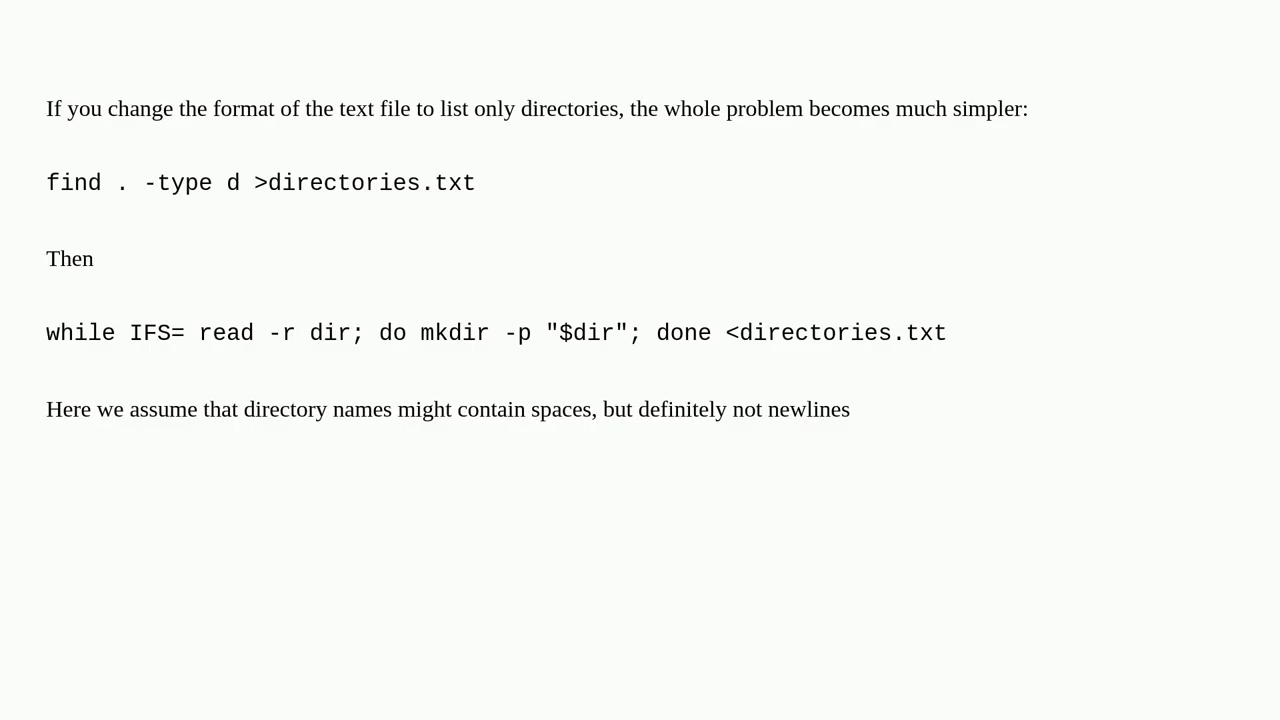 If you change the format of the text file to list only directories, the whole problem becomes much simpler:
find . -type d >directories.txt
Then
while IFS= read -r dir; do mkdir -p "$dir"; done <directories.txt
Here we assume that directory names might contain spaces, but definitely not newlines